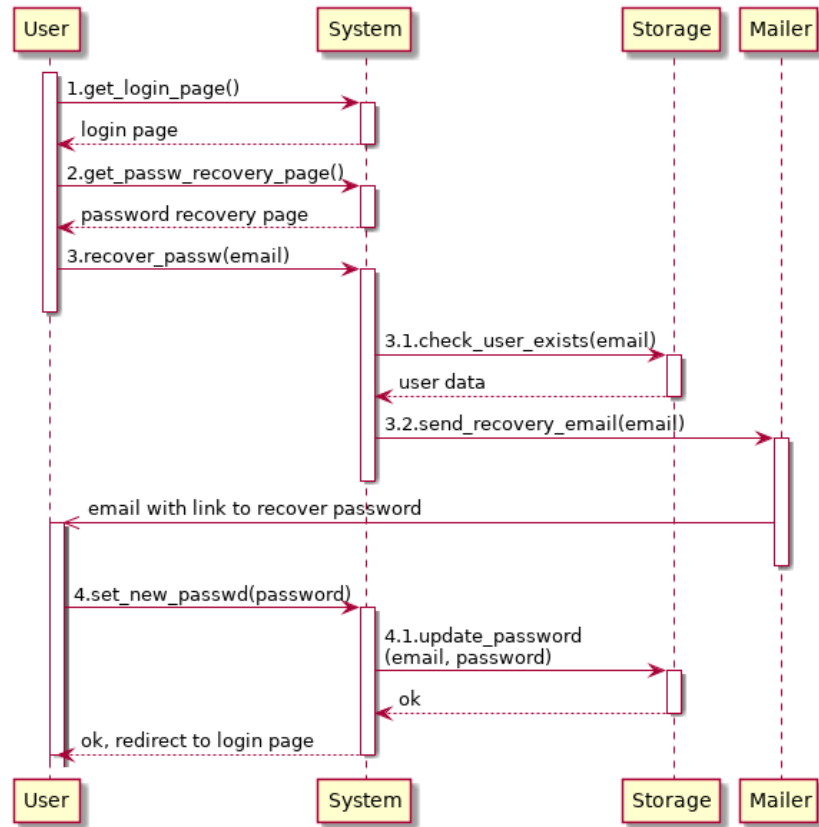 User System Storage Mailer
1.get_login_page()
login page
2.get_passw_recovery_page()
password recovery page
3.recover_passw(email)
3.1.check_user_exists(email)
user data
3.2.send_recovery_email(email)
email with link to recover password
4.set_new_passwd(password)
4.1.update_password
(email, password)
ok
ok, redirect to login page
User System Storage Mailer